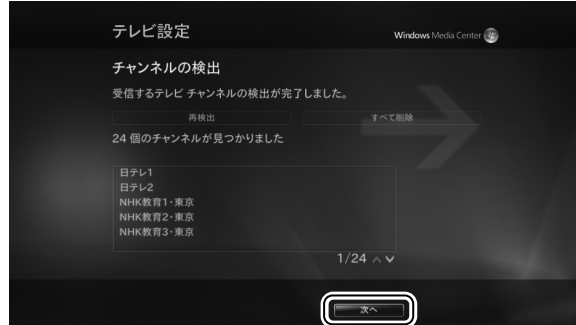 テレビ設定
Windows Media Center
チャンネルの検出
受信するテレビ チャンネルの検出が完了しました。
再検出 すべて削除
24 個のチャンネルが見つかりました
日テレ1
日テレ2
NHK教育1・東京
NHK教育2・東京
NHK教育3・東京
1/24
次へ